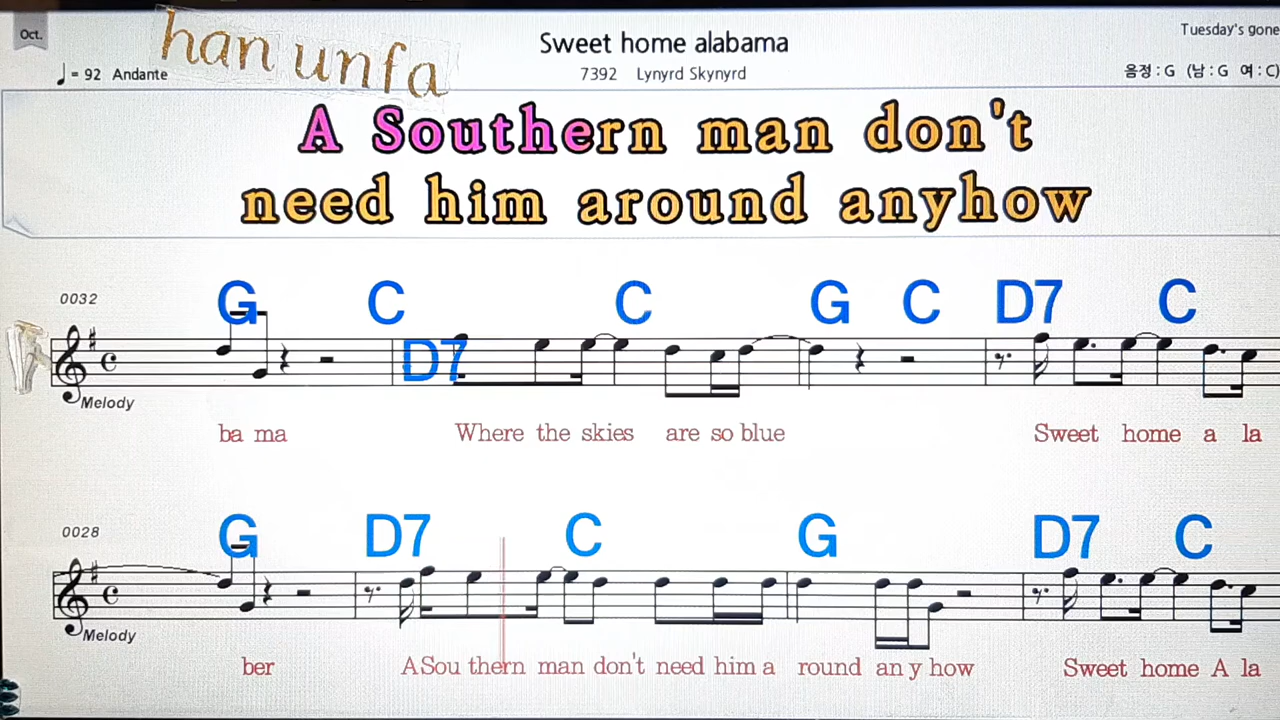 Oct.
han unfa
Sweet home alabama
Tuesday's gone
♩= 92 Andante
7392 Lynyrd Skynyrd
음정 : G (남 : G 여 : C)
A Southern man don't
need him around anyhow
0032
G C D7 C G C D7 C
Melody
ba ma Where the skies are so blue Sweet home a la
0028
G D7 C G D7 C
Melody
ber A Sou thern man don't need him a round an y how Sweet home A la